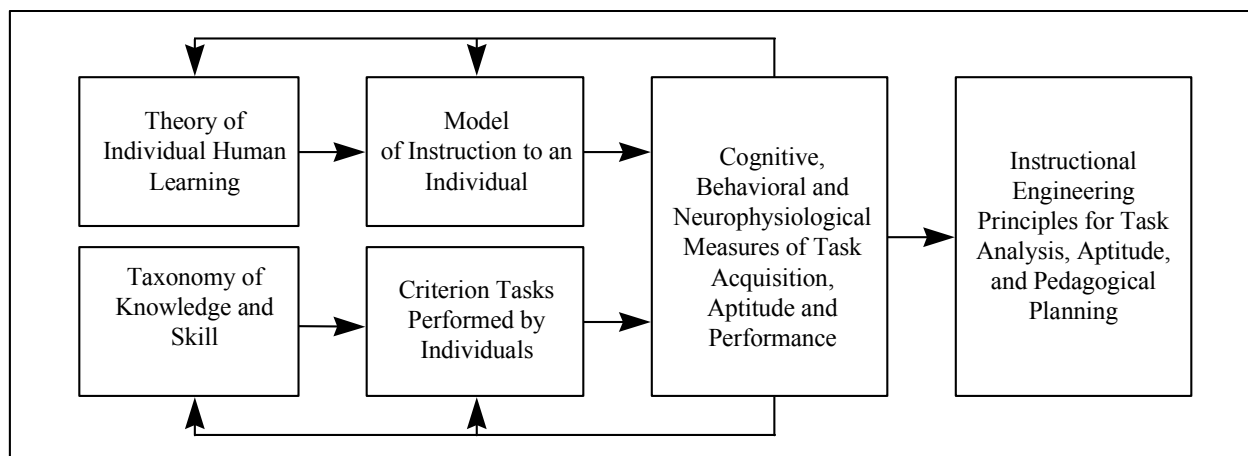 Theory of
Individual Human
Learning
Model
of Instruction to an
Individual
Taxonomy of
Knowledge and
Skill
Criterion Tasks
Performed by
Individuals
Cognitive,
Behavioral and
Neurophysiological
Measures of Task
Acquisition,
Aptitude and
Performance
Instructional
Engineering
Principles for Task
Analysis, Aptitude,
and Pedagogical
Planning